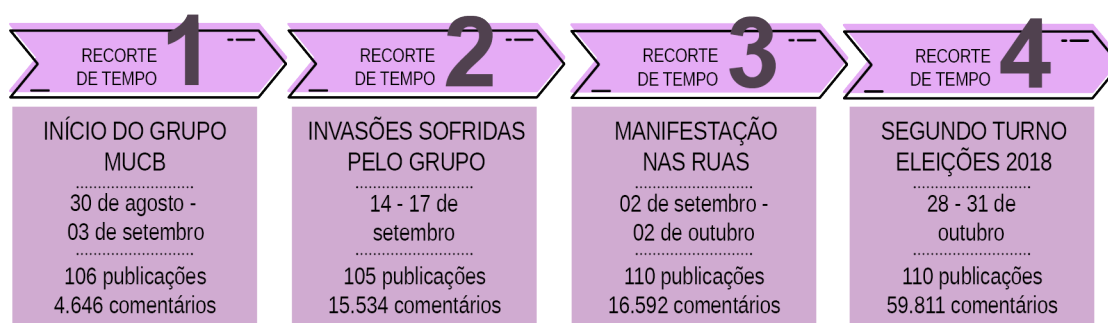 RECORTE
DE TEMPO
1
INÍCIO DO GRUPO
MUCB
30 de agosto -
03 de setembro
106 publicações
4.646 comentários
RECORTE
DE TEMPO
2
INVASÕES SOFRIDAS
PELO GRUPO
14 - 17 de
setembro
105 publicações
15.534 comentários
RECORTE
DE TEMPO
3
MANIFESTAÇÃO
NAS RUAS
02 de setembro -
02 de outubro
110 publicações
16.592 comentários
RECORTE
DE TEMPO
4
SEGUNDO TURNO
ELEIÇÕES 2018
28 - 31 de
outubro
110 publicações
59.811 comentários